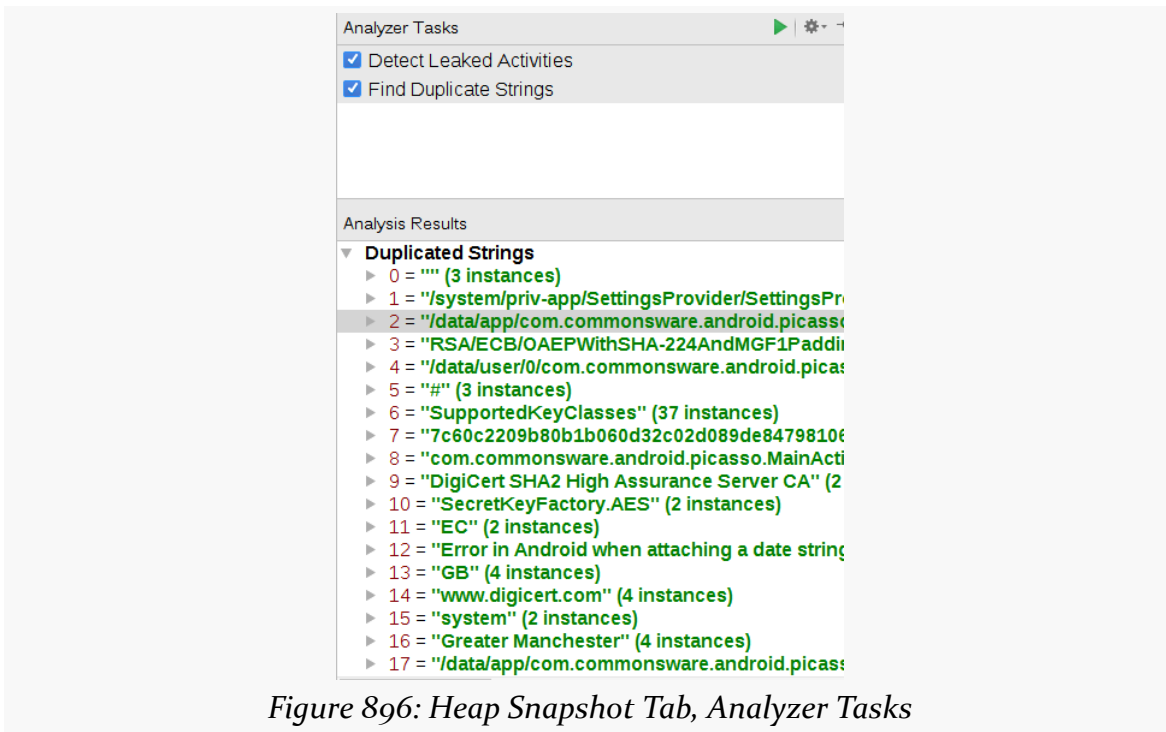 Analyzer Tasks
Detect Leaked Activities
Find Duplicate Strings
Analysis Results
Duplicated Strings
0 = "" (3 instances)
1 = "/system/priv-app/SettingsProvider/SettingsPr
2 = "/data/app/com.commonsware.android.picasso
3 = "RSA/ECB/OAEPWithSHA-224AndMGF1Paddin
4 = "/data/user/0/com.commonsware.android.picas
5 = "#" (3 instances)
6 = "SupportedKeyClasses" (37 instances)
7 = "7c60c2209b80b1b060d32c02d089de84798106
8 = "com.commonsware.android.picasso.MainActi
9 = "DigiCert SHA2 High Assurance Server CA" (2
10 = "SecretKeyFactory.AES" (2 instances)
11 = "EC" (2 instances)
12 = "Error in Android when attaching a date string
13 = "GB" (4 instances)
14 = "www.digicert.com" (4 instances)
15 = "system" (2 instances)
16 = "Greater Manchester" (4 instances)
17 = "/data/app/com.commonsware.android.picass
Figure 896: Heap Snapshot Tab, Analyzer Tasks